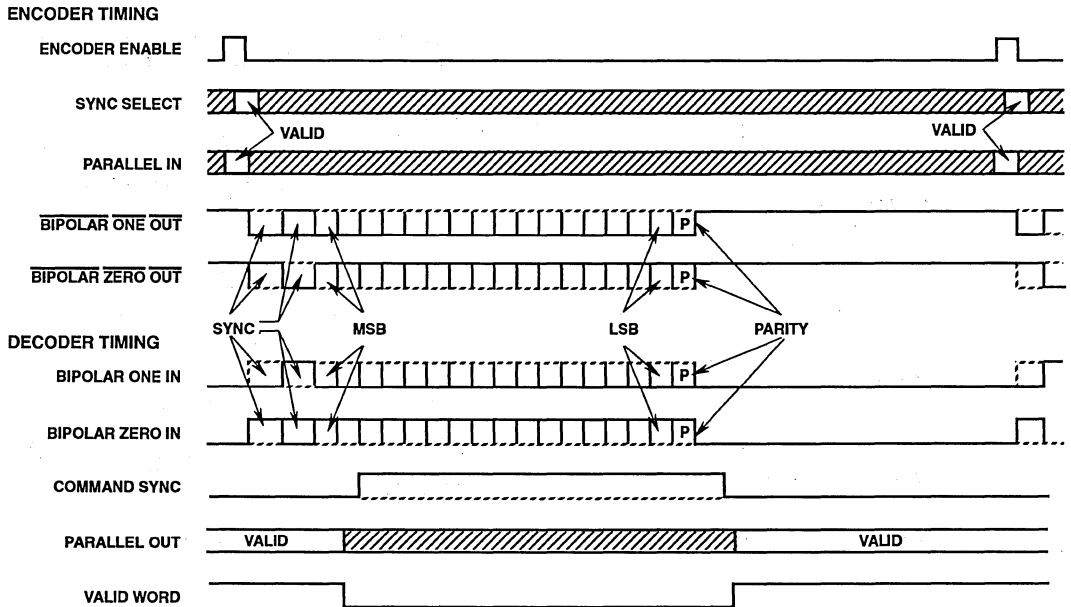 ENCODER TIMING
ENCODER ENABLE
SYNC SELECT
VALID
VALID
PARALLEL IN
BIPOLAR ONE OUT
P
BIPOLAR ZERO OUT
P
SYNC
MSB
LSB
PARITY
DECODER TIMING
BIPOLAR ONE IN
P
BIPOLAR ZERO IN
P
COMMAND SYNC
PARALLEL OUT
VALID
VALID
VALID WORD